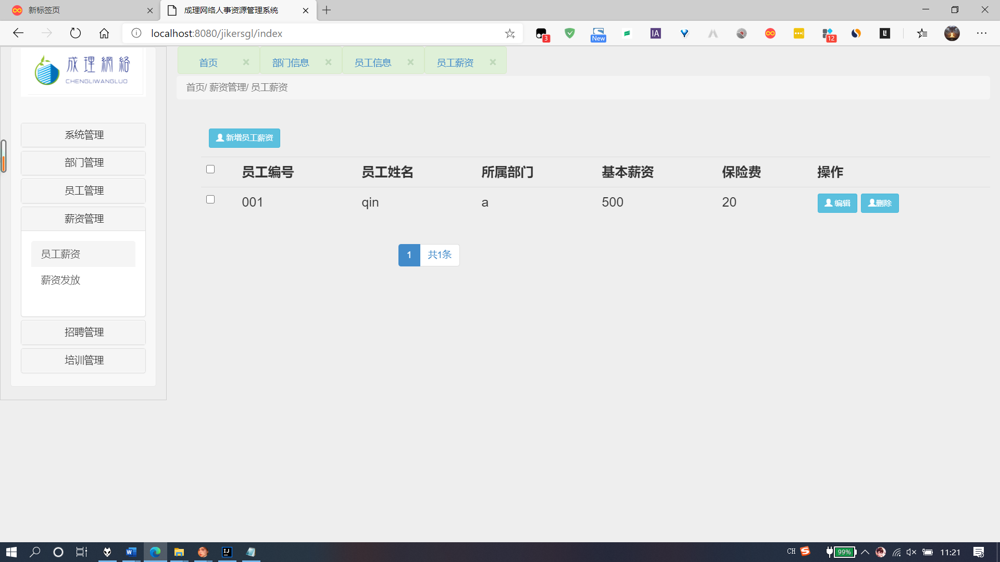 新标签页
成理网络人事资源管理系统
localhost:8080/jikersgl/index
3
New
IA
12
成理網絡
CHENGLIWANGLUO
首页
部门信息
员工信息
员工薪资
首页/ 薪资管理/ 员工薪资
系统管理
部门管理
员工管理
薪资管理
员工薪资
薪资发放
招聘管理
培训管理
新增员工薪资
员工编号 员工姓名 所属部门 基本薪资 保险费 操作
001 qin a 500 20 编辑 删除
1 共1条
W
IJ
CH
S
99%
11:21